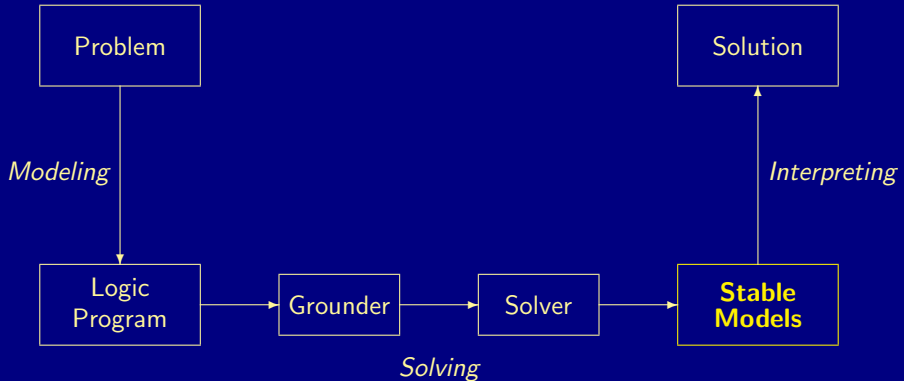 Problem
Solution
Modeling
Interpreting
Logic
Program
Grounder
Solver
Stable
Models
Solving